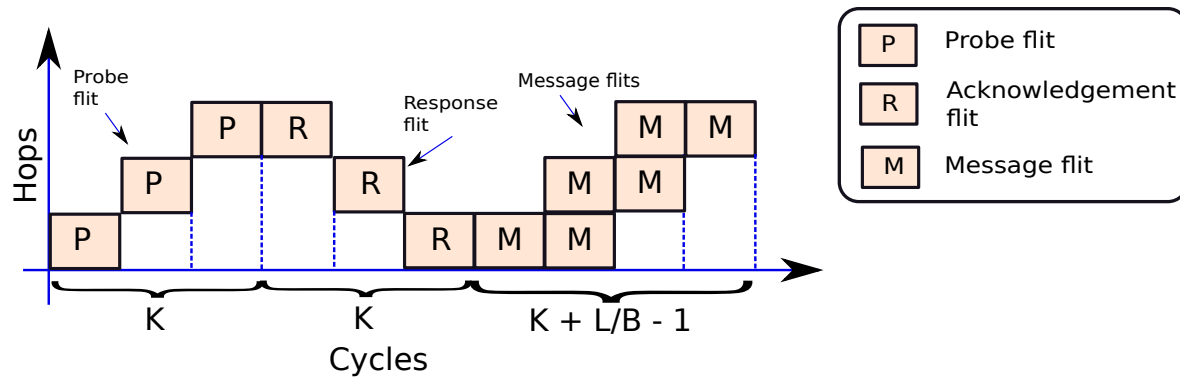 Hops
Probe
flit
Response
flit
Message flits
P
R
M
M
P
R
M
M
P
R
M
M
K
K
K + L/B - 1
Cycles
P
Probe flit
R
Acknowledgement
flit
M
Message flit